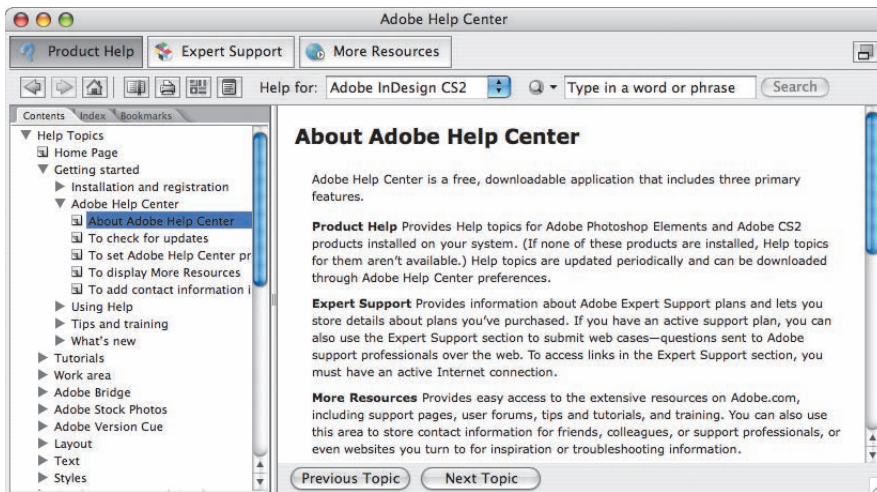 Adobe Help Center
Product Help
Expert Support
More Resources
Help for:
Adobe InDesign CS2
Type in a word or phrase
Search
Contents
Index
Bookmarks
Help Topics
Home Page
Getting started
Installation and registration
Adobe Help Center
About Adobe Help Center
To check for updates
To set Adobe Help Center pr
To display More Resources
To add contact information i
Using Help
Tips and training
What's new
Tutorials
Work area
Adobe Bridge
Adobe Stock Photos
Adobe Version Cue
Layout
Text
Styles
About Adobe Help Center
Adobe Help Center is a free, downloadable application that includes three primary
features.
Product Help Provides Help topics for Adobe Photoshop Elements and Adobe CS2
products installed on your system. (If none of these products are installed, Help topics
for them aren't available.) Help topics are updated periodically and can be downloaded
through Adobe Help Center preferences.
Expert Support Provides information about Adobe Expert Support plans and lets you
store details about plans you've purchased. If you have an active support plan, you can
also use the Expert Support section to submit web cases—questions sent to Adobe
support professionals over the web. To access links in the Expert Support section, you
must have an active Internet connection.
More Resources Provides easy access to the extensive resources on Adobe.com,
including support pages, user forums, tips and tutorials, and training. You can also use
this area to store contact information for friends, colleagues, or support professionals, or
even websites you turn to for inspiration or troubleshooting information.
Previous Topic
Next Topic